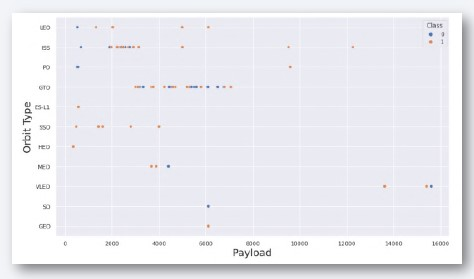 LEO
ISS
PO
GTO
ES-L1
SSO
HEO
MEO
VLEO
SO
GEO
Orbit Type
0
2000
4000
6000
8000
10000
12000
14000
16000
Payload
Class
0
1